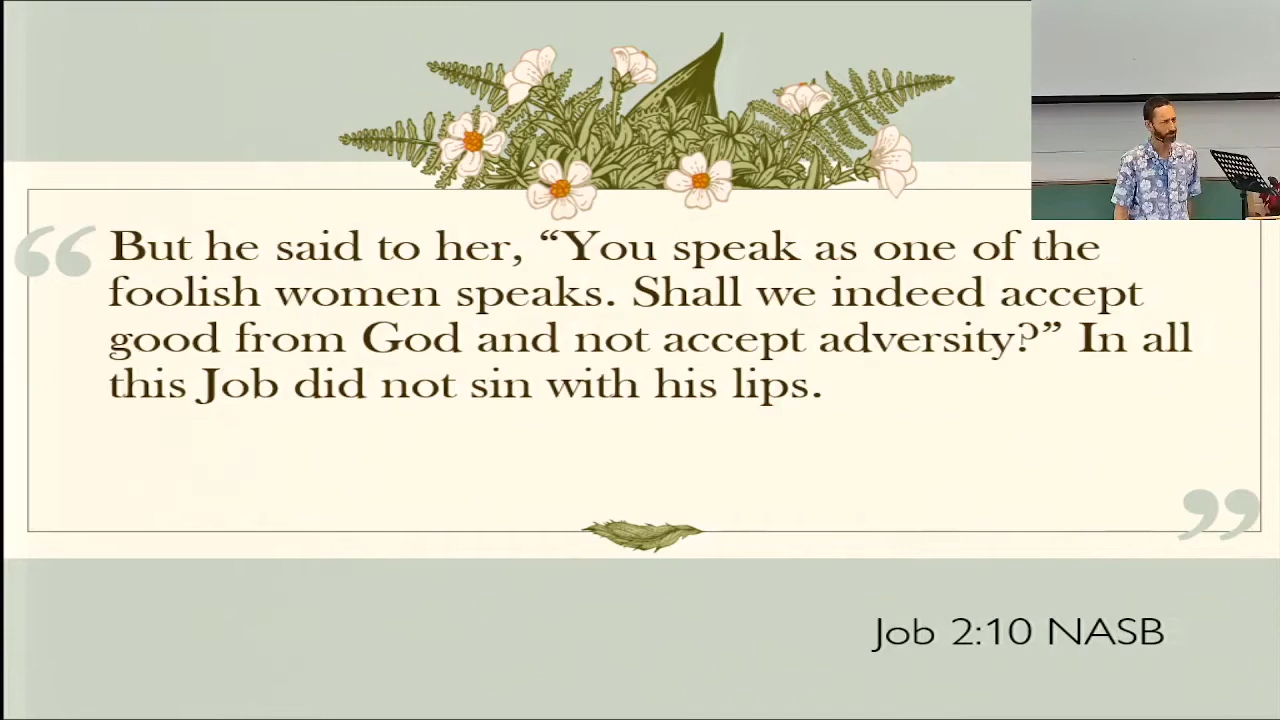 But he said to her, “You speak as one of the
foolish women speaks. Shall we indeed accept
good from God and not accept adversity?” In all
this Job did not sin with his lips.
Job 2:10 NASB